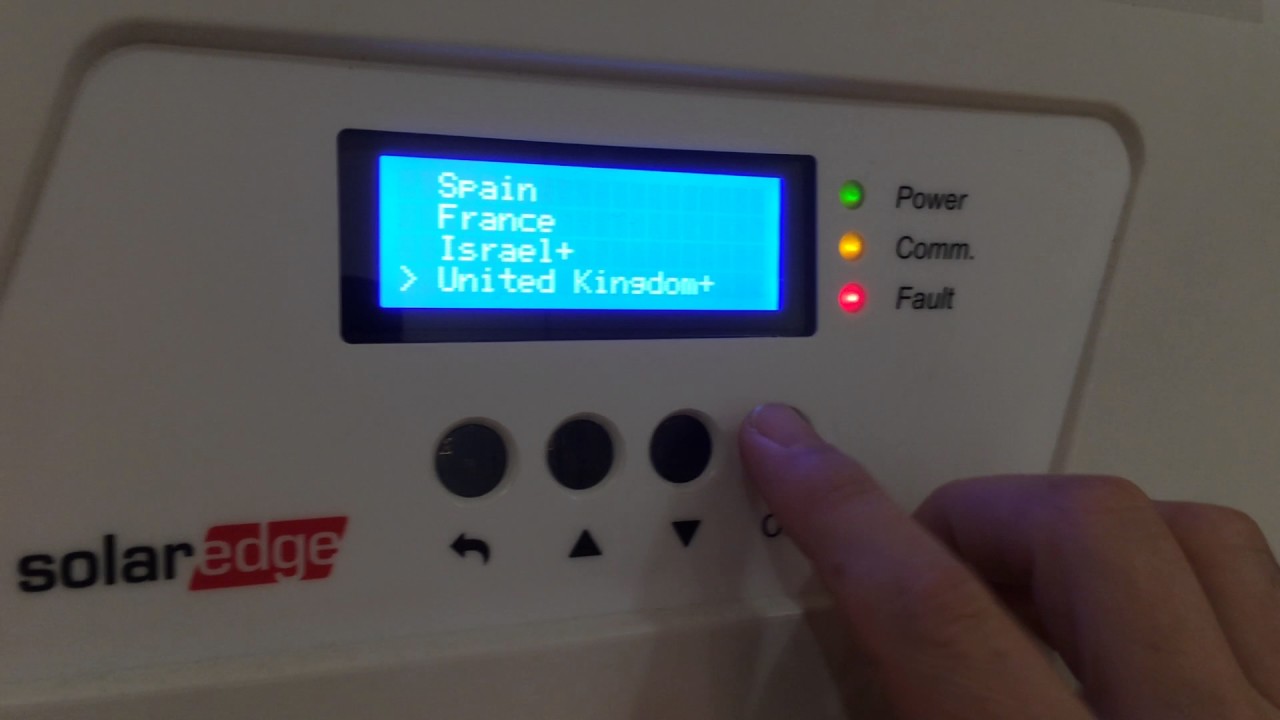 Spain
France
Israel+
> United Kingdom+
Power
Comm.
Fault
solaredge